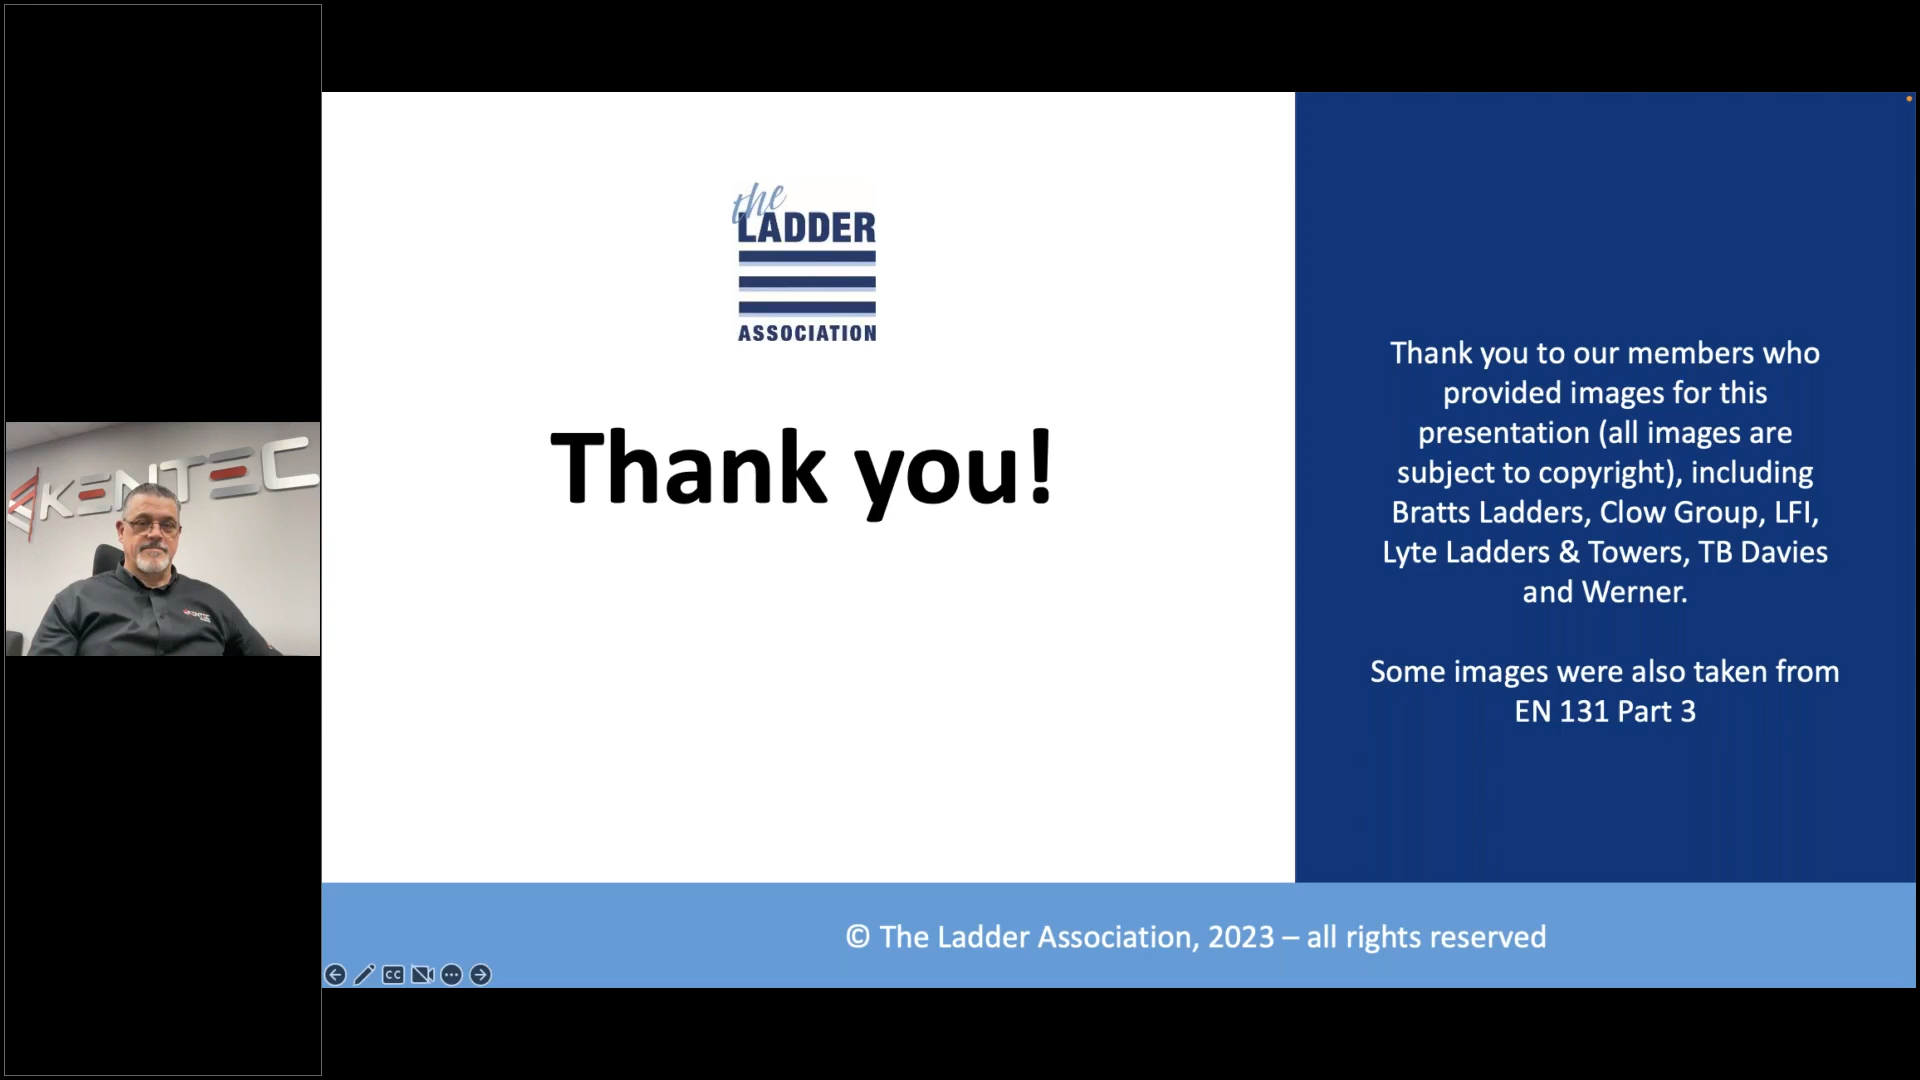 KENTEC
KENTEC
the
LADDER
ASSOCIATION
Thank you!
Thank you to our members who
provided images for this
presentation (all images are
subject to copyright), including
Bratts Ladders, Clow Group, LFI,
Lyte Ladders & Towers, TB Davies
and Werner.
Some images were also taken from
EN 131 Part 3
© The Ladder Association, 2023 – all rights reserved
CC